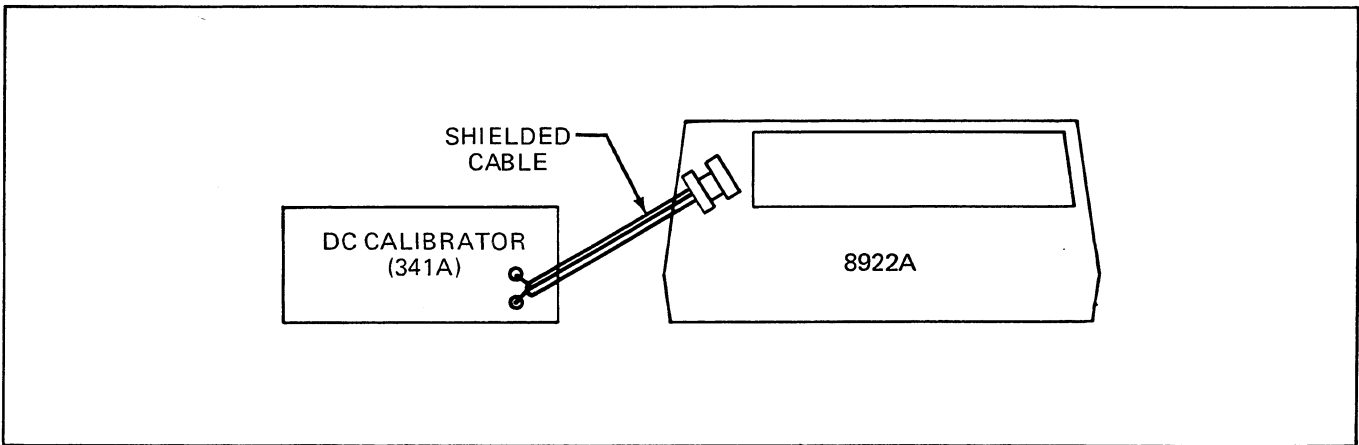 SHIELDED
CABLE
DC CALIBRATOR
(341A)
8922A